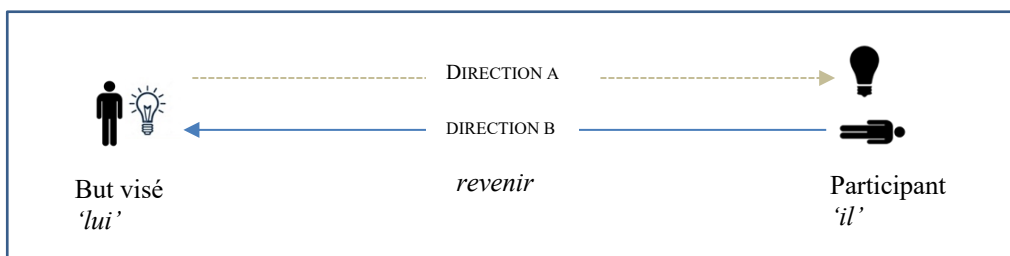 DIRECTION A
DIRECTION B
But visé
‘lui’
revenir
Participant
‘il’